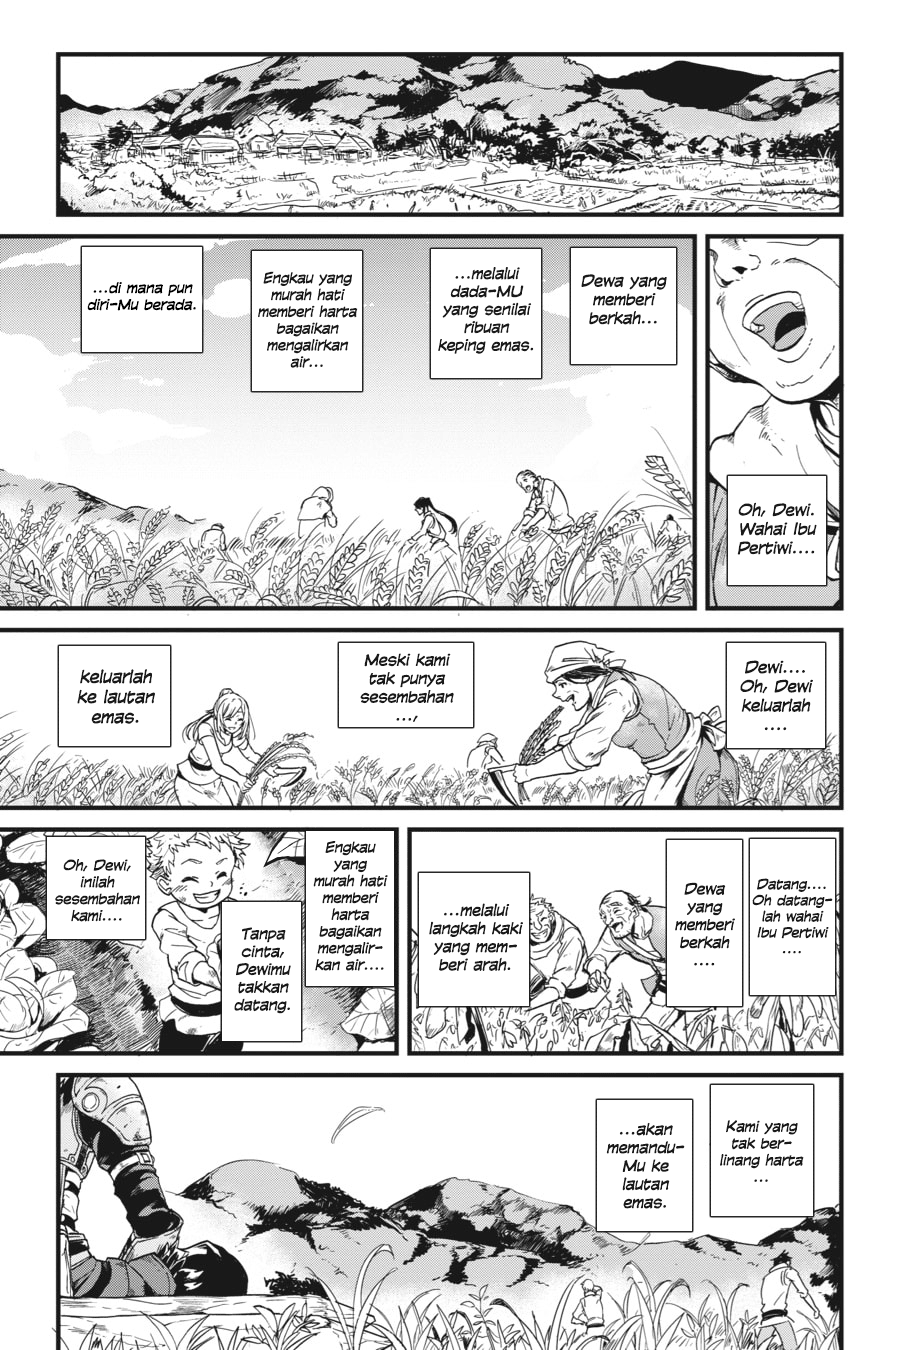 Oh, Dewi.
Wahai Ibu
Pertiwi....
Dewa yang
memberi
berkah...
...melalui
dada-MU
yang senilai
ribuan
keping emas.
Engkau yang
murah hati
memberi harta
bagaikan
mengalirkan
air...
...di mana pun
diri-Mu berada.
Dewi....
Oh, Dewi
keluarlah
....
Meski kami
tak punya
sesembahan
...,
keluarlah
ke lautan
emas.
Datang....
Oh datang-
lah wahai
Ibu Pertiwi
....
Dewa
yang
memberi
berkah
....
...melalui
langkah kaki
yang mem-
beri arah.
Engkau
yang
murah hati
memberi
harta
bagaikan
mengalir-
kan air....
Tanpa
cinta,
Dewimu
takkan
datang.
Oh, Dewi,
inilah
sesembahan
kami....
Kami yang
tak ber-
linang harta
...
...akan
memandu-
Mu ke
lautan
emas.